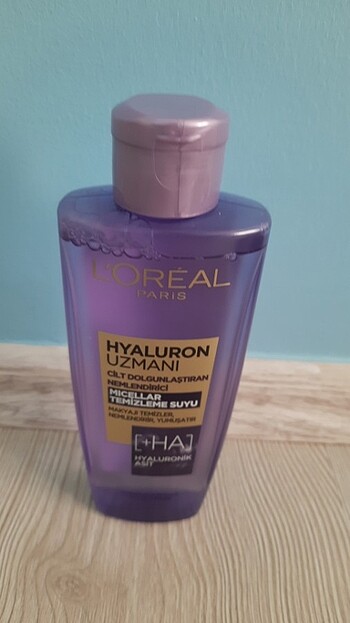 L'ORÉAL
PARIS
HYALURON
UZMANI
CİLT DOLGUNLAŞTIRAN
NEMLENDİRİCİ
MICELLAR
TEMİZLEME SUYU
MAKYAJI TEMİZLER,
NEMLENDİRİR, YUMUŞATIR
[+HA]
HYALURONİK
ASİT